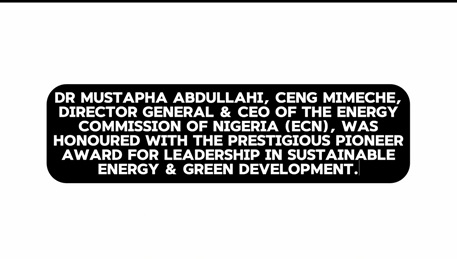 DR MUSTAPHA ABDULLAHI, CENG MIMECHE,
DIRECTOR GENERAL & CEO OF THE ENERGY
COMMISSION OF NIGERIA (ECN), WAS
HONOURED WITH THE PRESTIGIOUS PIONEER
AWARD FOR LEADERSHIP IN SUSTAINABLE
ENERGY & GREEN DEVELOPMENT.